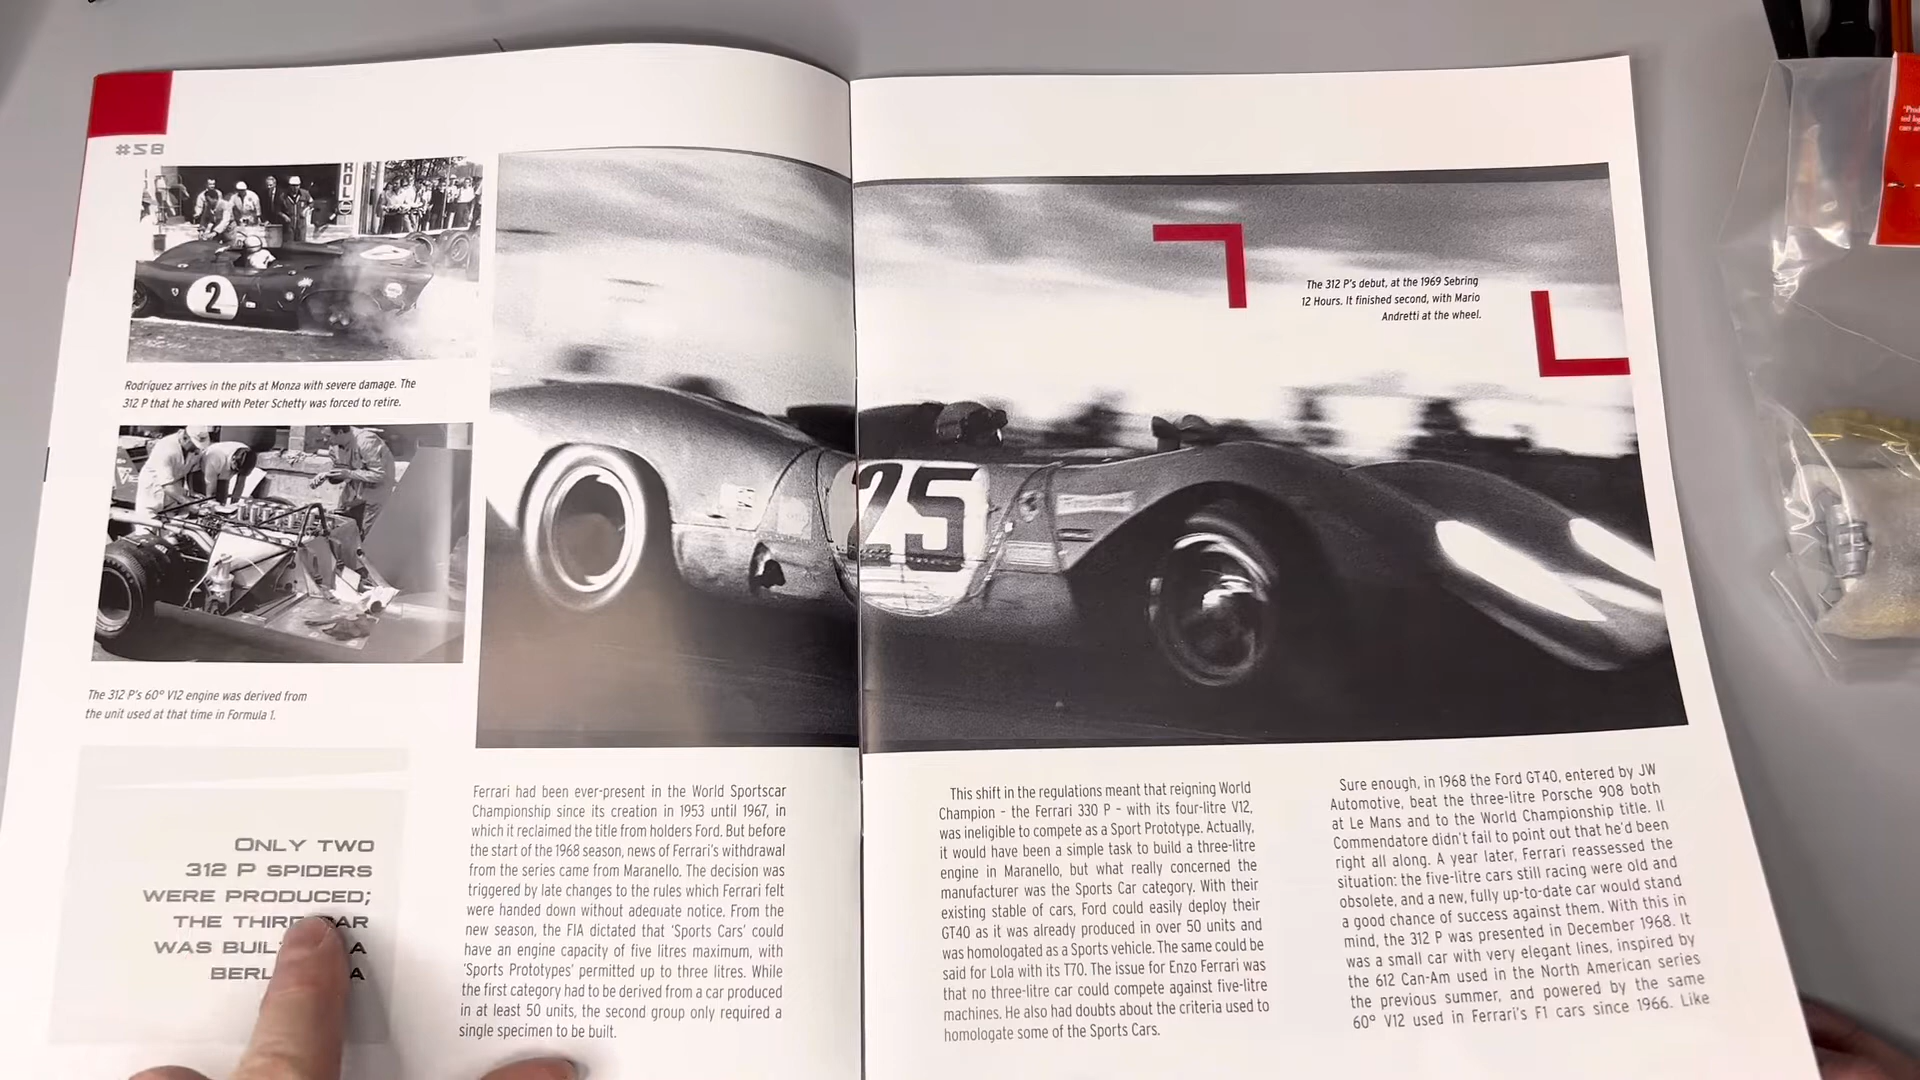 #58
2
Rodríguez arrives in the pits at Monza with severe damage. The
312 P that he shared with Peter Schetty was forced to retire.
The 312 P's 60° V12 engine was derived from
the unit used at that time in Formula 1.
ONLY TWO
312 P SPIDERS
WERE PRODUCED;
THE
WAS
Ferrari had been ever-present in the World Sportscar
Championship since its creation in 1953 until 1967, in
which it reclaimed the title from holders Ford. But before
the start of the 1968 season, news of Ferrari's withdrawal
from the series came from Maranello. The decision was
triggered by late changes to the rules which Ferrari felt
were handed down without adequate notice. From the
new season, the FIA dictated that 'Sports Cars' could
have an engine capacity of five litres maximum, with
'Sports Prototypes' permitted up to three litres. While
the first category had to be derived from a car produced
in at least 50 units, the second group only required a
single specimen to be built.
25
The 312 P's debut, at the 1969 Sebring
12 Hours. It finished second, with Mario
Andretti at the wheel.
This shift in the regulations meant that reigning World
Champion - the Ferrari 330 P - with its four-litre V12,
was ineligible to compete as a Sport Prototype. Actually,
it would have been a simple task to build a three-litre
engine in Maranello, but what really concerned the
manufacturer was the Sports Car category. With their
existing stable of cars, Ford could easily deploy their
GT40 as it was already produced in over 50 units and
was homologated as a Sports vehicle. The same could be
said for Lola with its T70. The issue for Enzo Ferrari was
that no three-litre car could compete against five-litre
machines. He also had doubts about the criteria used to
homologate some of the Sports Cars.
Sure enough, in 1968 the Ford GT40, entered by JW
Automotive, beat the three-litre Porsche 908 both
at Le Mans and to the World Championship title. Il
Commendatore didn't fail to point out that he'd been
right all along. A year later, Ferrari reassessed the
situation: the five-litre cars still racing were old and
obsolete, and a new, fully up-to-date car would stand
a good chance of success against them. With this in
mind, the 312 P was presented in December 1968. It
was a small car with very elegant lines, inspired by
the 612 Can-Am used in the North American series
the previous summer, and powered by the same
60° V12 used in Ferrari's F1 cars since 1966. Like